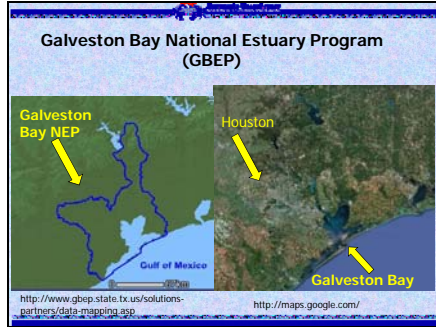 Galveston Bay National Estuary Program
(GBEP)
Galveston
Bay NEP
Houston
Gulf of Mexico
Galveston Bay
http://www.gbep.state.tx.us/solutions-
partners/data-mapping.asp
http://maps.google.com/